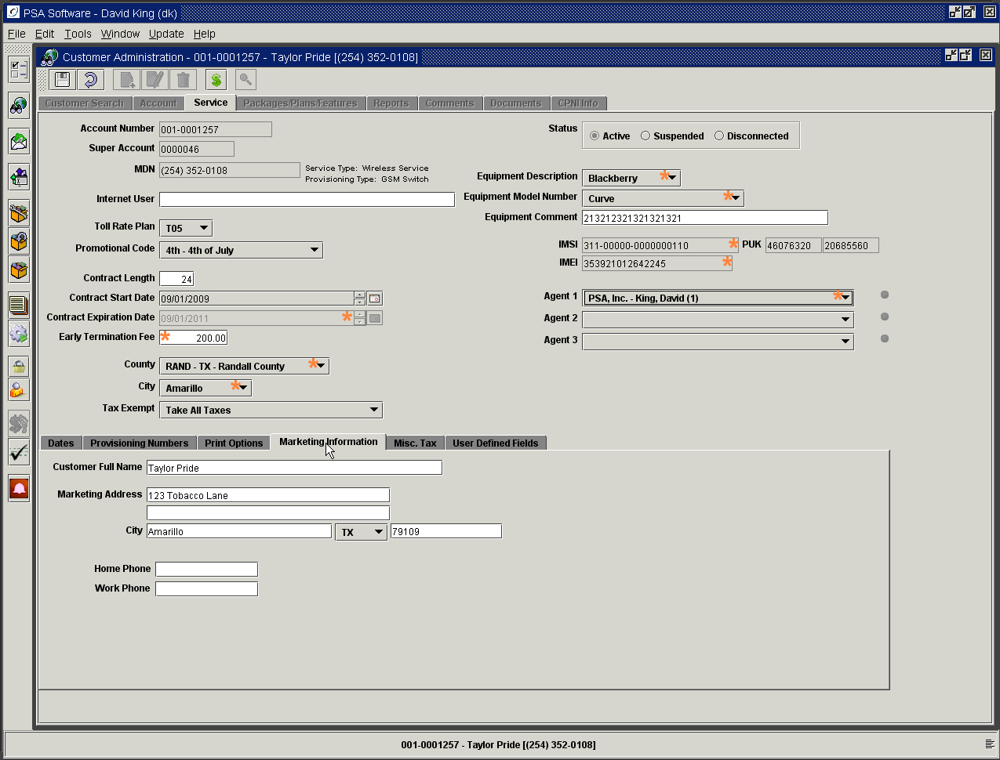 PSA Software - David King (dk)
File Edit Tools Window Update Help
Customer Administration - 001-0001257 - Taylor Pride [(254) 352-0108]
Customer Search Account Service Packages/Plans/Features Reports Comments Documents CPNI Info
Account Number 001-0001257
Super Account 0000046
MDN (254) 352-0108
Service Type: Wireless Service
Provisioning Type: GSM Switch
Internet User
Toll Rate Plan T05
Promotional Code 4th - 4th of July
Contract Length 24
Contract Start Date 09/01/2009
Contract Expiration Date 09/01/2011
Early Termination Fee 200.00
County RAND - TX - Randall County
City Amarillo
Tax Exempt Take All Taxes
Status Active Suspended Disconnected
Equipment Description Blackberry
Equipment Model Number Curve
Equipment Comment 213212321321321321
IMSI 311-00000-0000000110 PUK 46076320 20685560
IMEI 353921012642245
Agent 1 PSA, Inc. - King, David (1)
Agent 2
Agent 3
Dates Provisioning Numbers Print Options Marketing Information Misc. Tax User Defined Fields
Customer Full Name Taylor Pride
Marketing Address 123 Tobacco Lane
City Amarillo TX 79109
Home Phone
Work Phone
001-0001257 - Taylor Pride [(254) 352-0108]